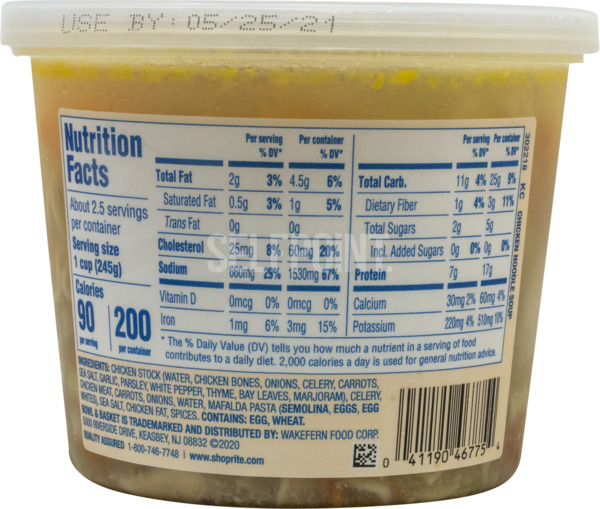 USE BY: 05/25/21
Nutrition
Facts
About 2.5 servings
per container
Serving size
1 cup (245g)
Calories
90 per serving
200 per container
Per serving % DV* Per container % DV*
Total Fat 2g 3% 4.5g 6%
Saturated Fat 0.5g 3% 1g 5%
Trans Fat 0g 0g
Cholesterol 25mg 8% 60mg 20%
Sodium 660mg 29% 1530mg 67%
Vitamin D 0mcg 0% 0mcg 0%
Iron 1mg 6% 3mg 15%
Per serving % DV* Per container % DV*
Total Carb. 11g 4% 25g 9%
Dietary Fiber 1g 4% 3g 11%
Total Sugars 2g 5g
Incl. Added Sugars 0g 0% 0g 0%
Protein 7g 17g
Calcium 30mg 2% 60mg 4%
Potassium 220mg 4% 510mg 10%
* The % Daily Value (DV) tells you how much a nutrient in a serving of food
contributes to a daily diet. 2,000 calories a day is used for general nutrition advice.
302218 KC CHICKEN NOODLE SOUP
INGREDIENTS: CHICKEN STOCK (WATER, CHICKEN BONES, ONIONS, CELERY, CARROTS,
SEA SALT, GARLIC, PARSLEY, WHITE PEPPER, THYME, BAY LEAVES, MARJORAM), CELERY,
CHICKEN MEAT, CARROTS, ONIONS, WATER, MAFALDA PASTA (SEMOLINA, EGGS, EGG
WHITES), SEA SALT, CHICKEN FAT, SPICES. CONTAINS: EGG, WHEAT.
BOWL & BASKET IS TRADEMARKED AND DISTRIBUTED BY: WAKEFERN FOOD CORP.
5000 RIVERSIDE DRIVE, KEASBEY, NJ 08832 ©2020
QUALITY ASSURED 1-800-746-7748 | www.shoprite.com
0 41190 46775 4